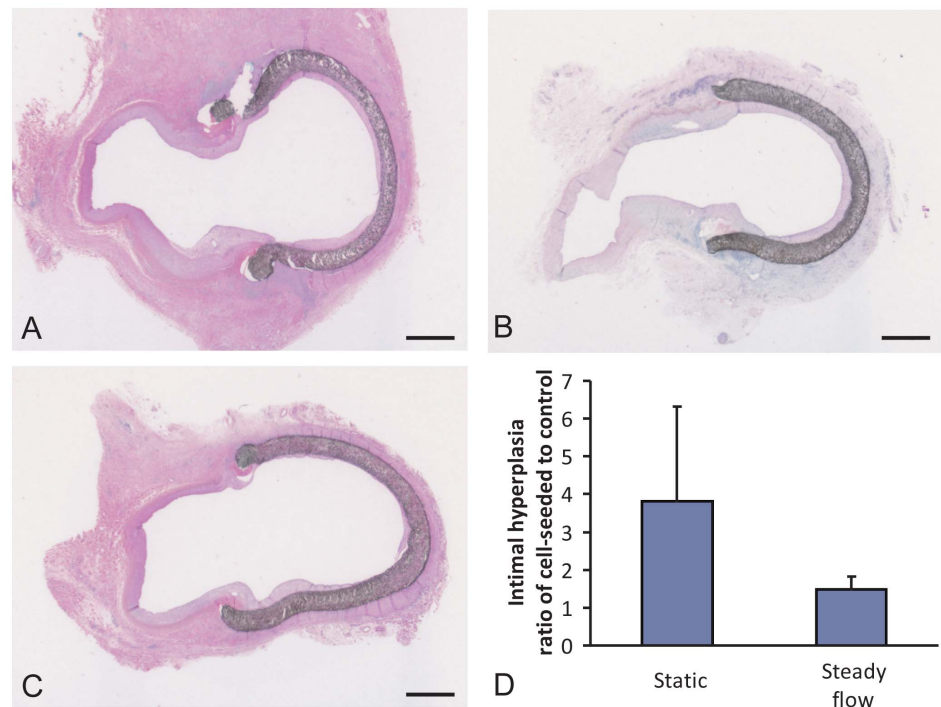 A
B
C
D
Intimal hyperplasia
ratio of cell-seeded to control
7
6
5
4
3
2
1
0
Static
Steady
flow